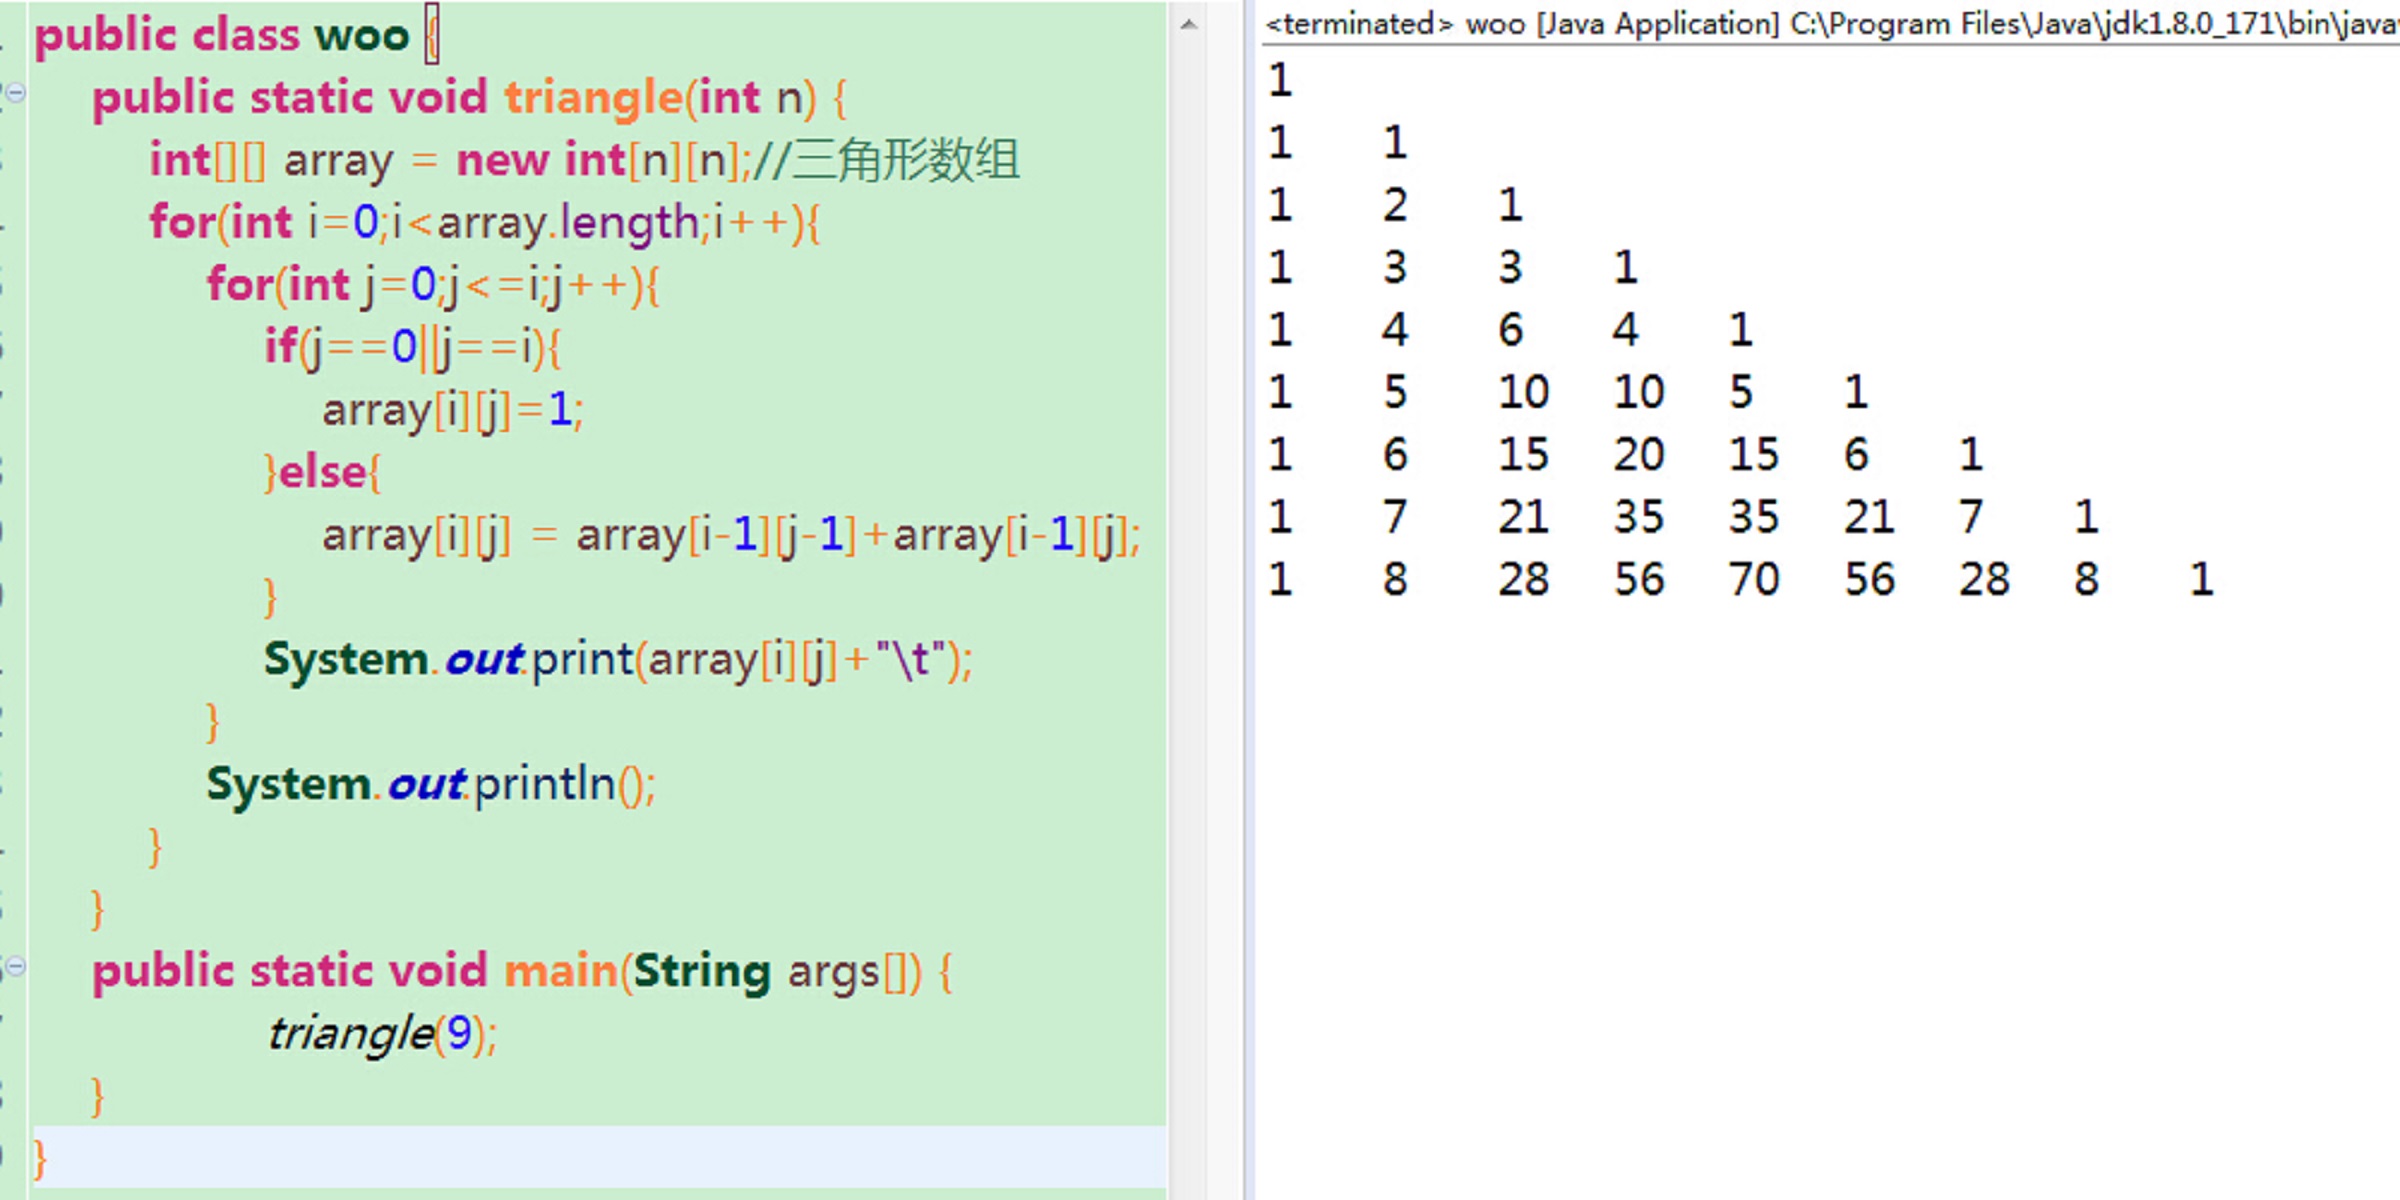 public class woo {
public static void triangle(int n) {
int[][] array = new int[n][n];//三角形数组
for(int i=0;i<array.length;i++){
for(int j=0;j<=i;j++){
if(j==0||j==i){
array[i][j]=1;
}else{
array[i][j] = array[i-1][j-1]+array[i-1][j];
}
System.out.print(array[i][j]+"\t");
}
System.out.println();
}
}
public static void main(String args[]) {
triangle(9);
}
}
<terminated> woo [Java Application] C:\Program Files\Java\jdk1.8.0_171\bin\javaw
1
1 1
1 2 1
1 3 3 1
1 4 6 4 1
1 5 10 10 5 1
1 6 15 20 15 6 1
1 7 21 35 35 21 7 1
1 8 28 56 70 56 28 8 1